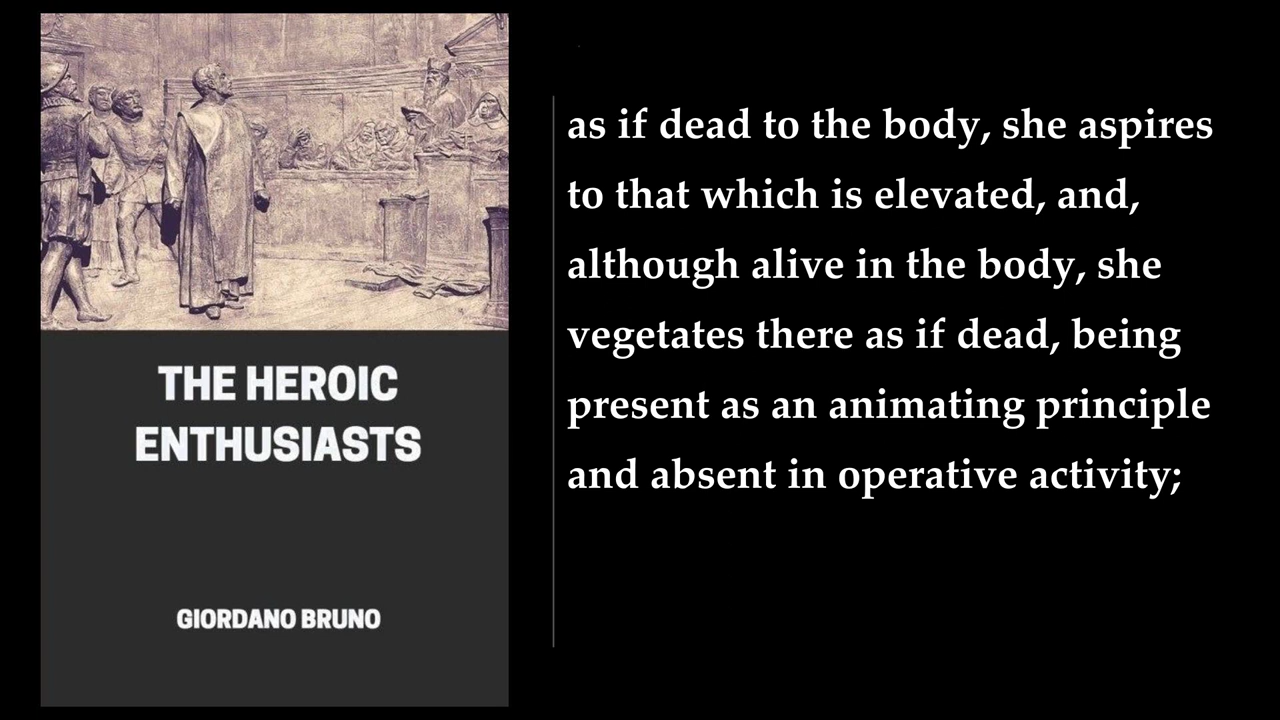 THE HEROIC
ENTHUSIASTS
GIORDANO BRUNO
as if dead to the body, she aspires
to that which is elevated, and,
although alive in the body, she
vegetates there as if dead, being
present as an animating principle
and absent in operative activity;